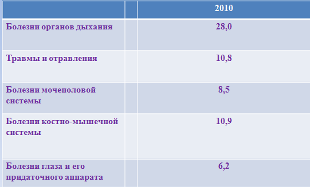 2010
Болезни органов дыхания 28,0
Травмы и отравления 10,8
Болезни мочеполовой 8,5
системы
Болезни костно-мышечной 10,9
системы
Болезни глаза и его 6,2
придаточного аппарата